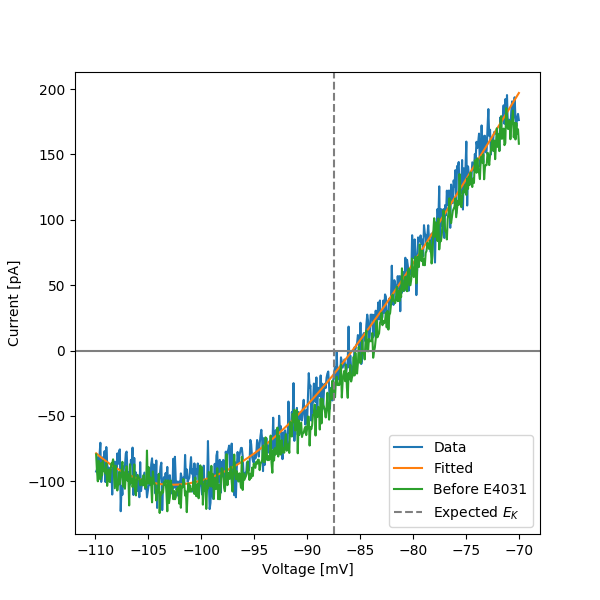 200
150
100
50
0
−50
−100
Current [pA]
−110 −105 −100 −95 −90 −85 −80 −75 −70
Voltage [mV]
Data
Fitted
Before E4031
Expected E_K